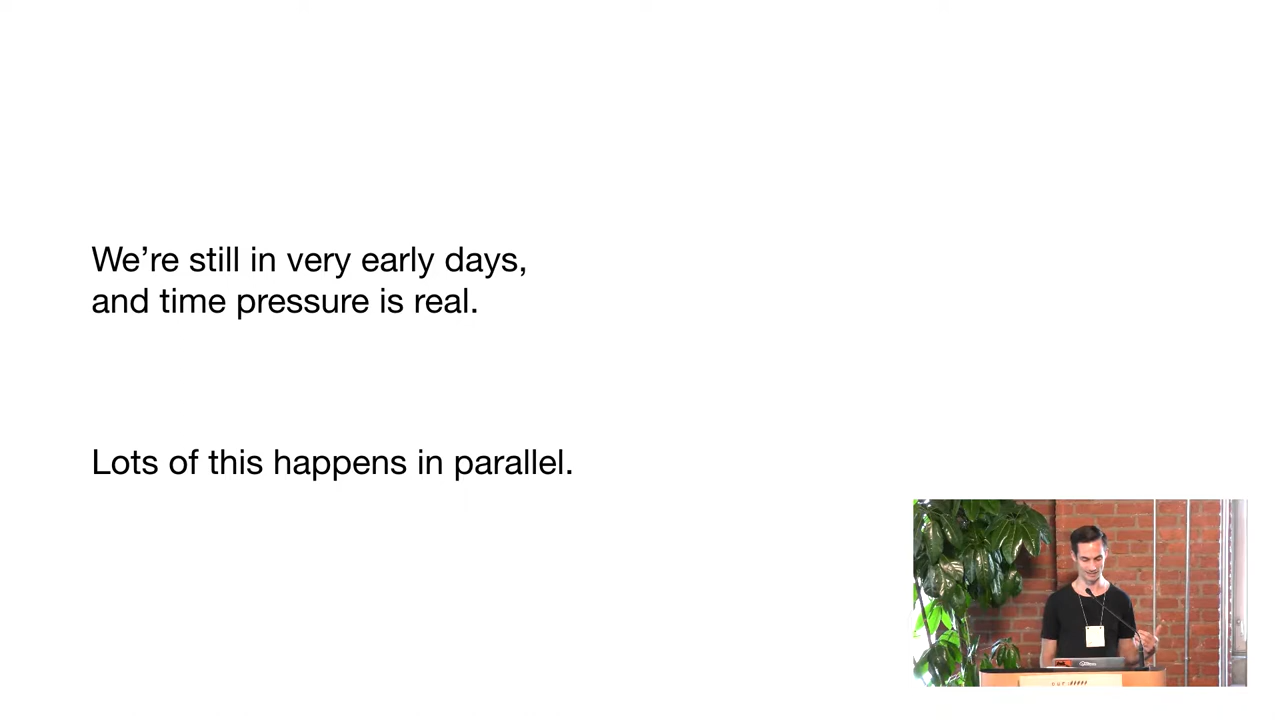 We’re still in very early days,
and time pressure is real.
Lots of this happens in parallel.